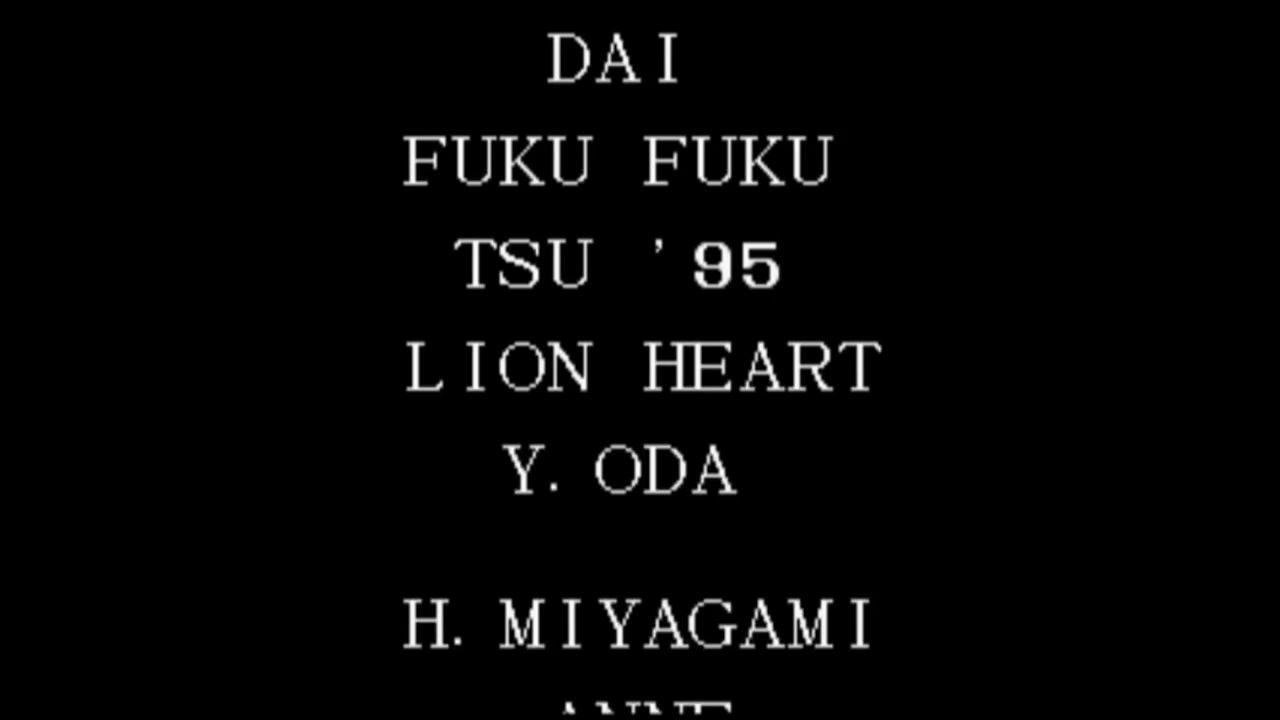 DAI
FUKU FUKU
TSU '95
LION HEART
Y. ODA
H. MIYAGAMI